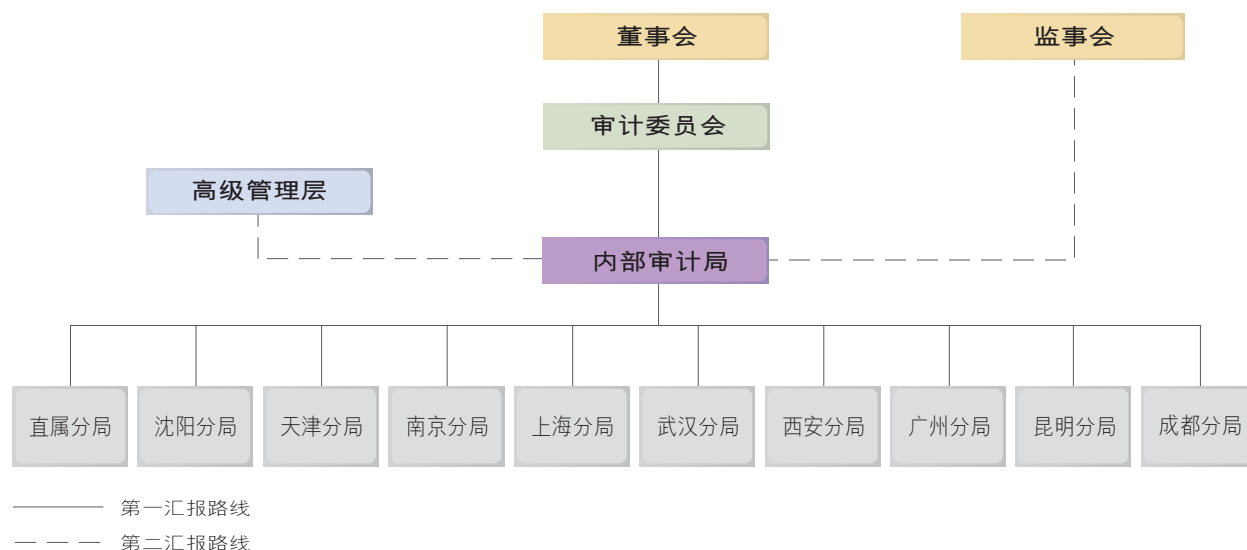 董事会
监事会
审计委员会
高级管理层
内部审计局
直属分局
沈阳分局
天津分局
南京分局
上海分局
武汉分局
西安分局
广州分局
昆明分局
成都分局
第一汇报路线
第二汇报路线